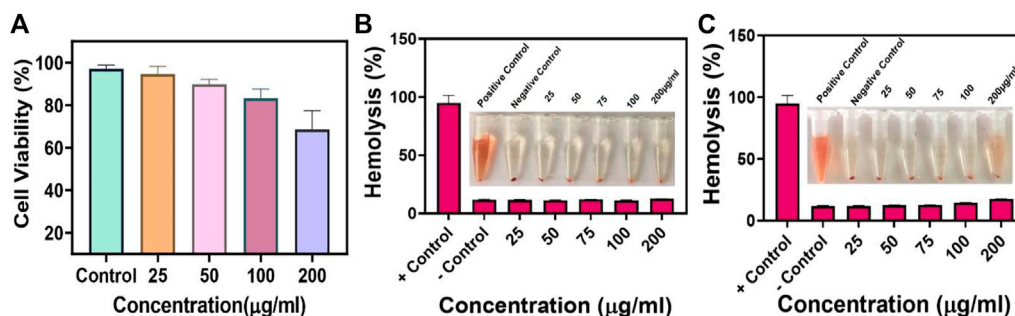 A
Cell Viability (%)
100
80
60
40
20
Control 25 50 100 200
Concentration(μg/ml)
B
Hemolysis (%)
150
100
50
0
Positive Control
Negative Control
25
50
75
100
200μg/ml
+ Control
- Control
25
50
75
100
200
Concentration (μg/ml)
C
Hemolysis (%)
150
100
50
0
Positive Control
Negative Control
25
50
75
100
200μg/ml
+ Control
- Control
25
50
75
100
200
Concentration (μg/ml)